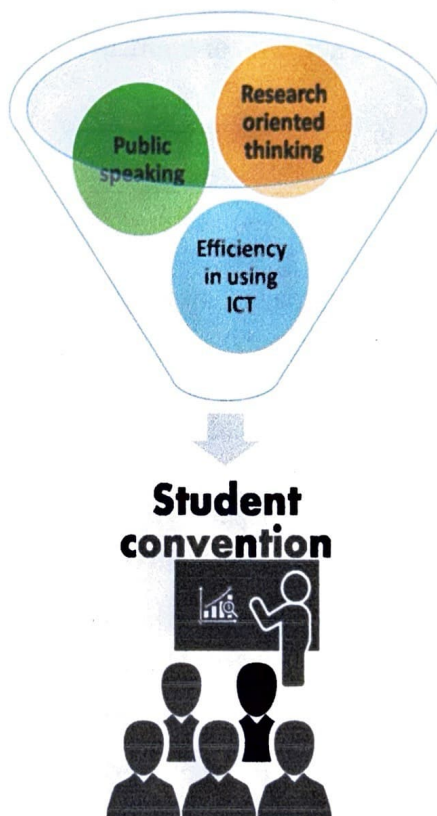 Public
speaking
Research
oriented
thinking
Efficiency
in using
ICT
Student
convention